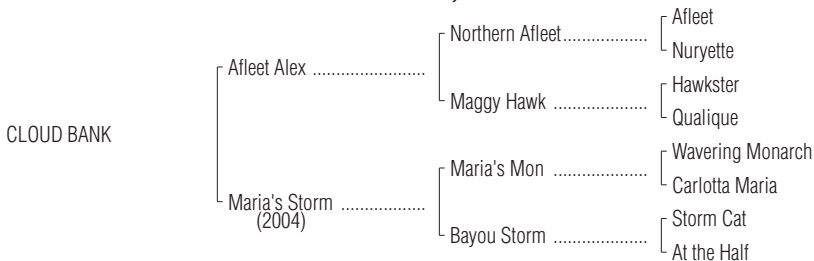 Afleet
Northern Afleet..................
Nuryette
Afleet Alex ........................
Hawkster
Maggy Hawk ....................
Qualique
CLOUD BANK
Wavering Monarch
Maria's Mon ....................
Carlotta Maria
Maria's Storm ..................
(2004)
Storm Cat
Bayou Storm ....................
At the Half